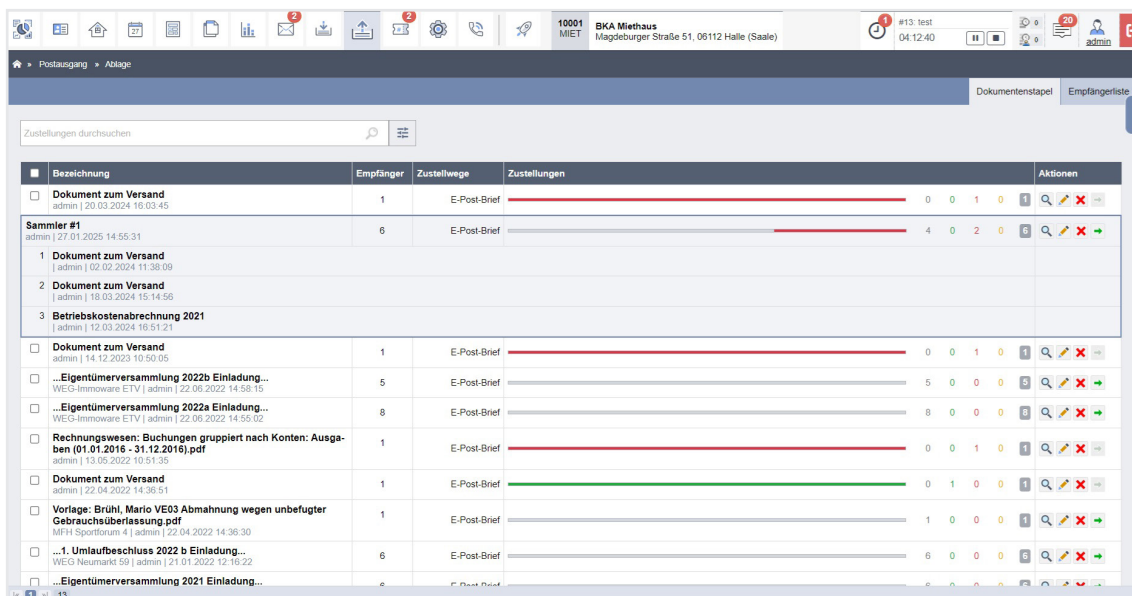 27
2
2
10001
MIET
BKA Miethaus
Magdeburger Straße 51, 06112 Halle (Saale)
1
#13: test
04:12:40
0
0
20
admin
» Postausgang » Ablage
Dokumentenstapel Empfängerliste
Zustellungen durchsuchen
Bezeichnung Empfänger Zustellwege Zustellungen Aktionen
Dokument zum Versand
admin | 20.03.2024 16:03:45
1 E-Post-Brief 0 0 1 0 1
Sammler #1
admin | 27.01.2025 14:55:31
6 E-Post-Brief 4 0 2 0 6
1 Dokument zum Versand
| admin | 02.02.2024 11:38:09
2 Dokument zum Versand
| admin | 18.03.2024 15:14:56
3 Betriebskostenabrechnung 2021
| admin | 12.03.2024 16:51:21
Dokument zum Versand
admin | 14.12.2023 10:50:05
1 E-Post-Brief 0 0 1 0 1
...Eigentümerversammlung 2022b Einladung...
WEG-Immoware ETV | admin | 22.06.2022 14:58:15
5 E-Post-Brief 5 0 0 0 5
...Eigentümerversammlung 2022a Einladung...
WEG-Immoware ETV | admin | 22.06.2022 14:55:02
8 E-Post-Brief 8 0 0 0 8
Rechnungswesen: Buchungen gruppiert nach Konten: Ausga-
ben (01.01.2016 - 31.12.2016).pdf
admin | 13.05.2022 10:51:35
1 E-Post-Brief 0 0 1 0 1
Dokument zum Versand
admin | 22.04.2022 14:36:51
1 E-Post-Brief 0 1 0 0 1
Vorlage: Brühl, Mario VE03 Abmahnung wegen unbefugter
Gebrauchsüberlassung.pdf
MFH Sportforum 4 | admin | 22.04.2022 14:36:30
1 E-Post-Brief 1 0 0 0 1
...1. Umlaufbeschluss 2022 b Einladung...
WEG Neumarkt 59 | admin | 21.01.2022 12:16:22
6 E-Post-Brief 6 0 0 0 6
...Eigentümerversammlung 2021 Einladung...
1 13